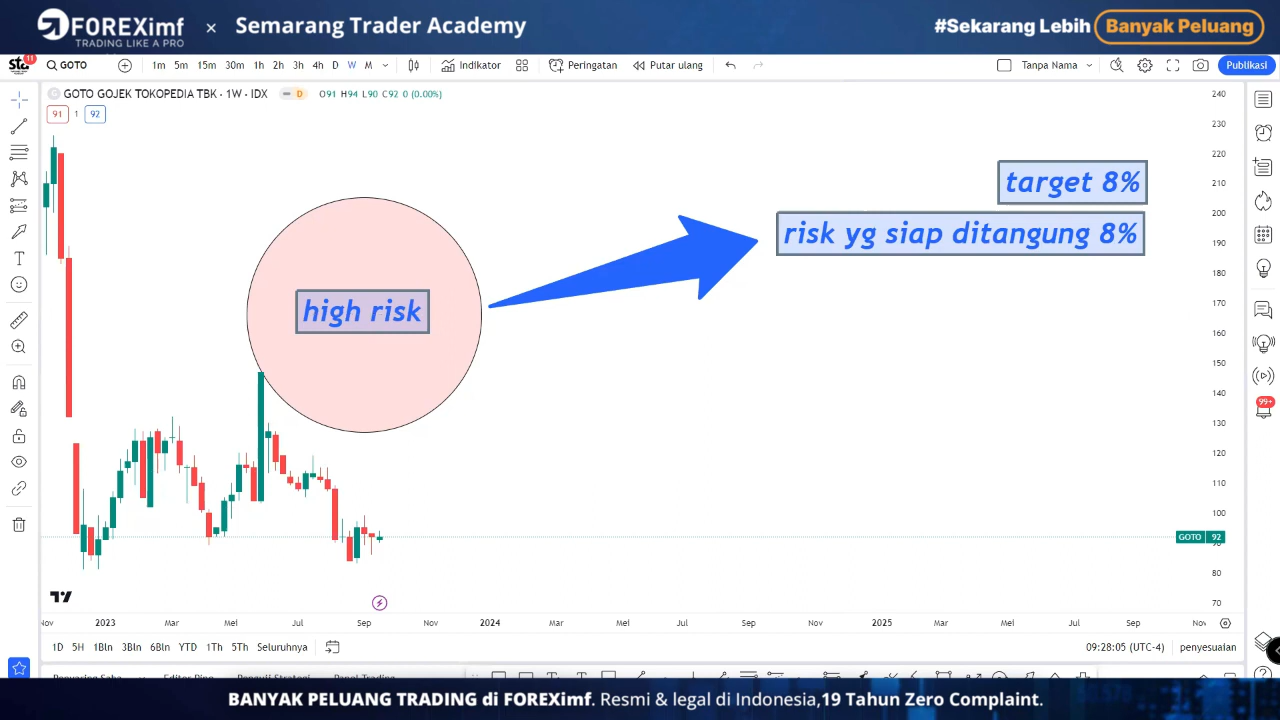 FOREXimf × Semarang Trader Academy #Sekarang Lebih Banyak Peluang
TRADING LIKE A PRO
sta 11 GOTO 1m 5m 15m 30m 1h 2h 3h 4h D W M Indikator Peringatan Putar ulang Tanpa Nama Publikasi
GOTO GOJEK TOKOPEDIA TBK · 1W · IDX D O91 H94 L90 C92 0 (0.00%)
91 1 92
240
230
220
target 8%
210
200
risk yg siap ditangung 8%
190
180
170
high risk
160
150
140
99+
130
120
110
100
GOTO 92
80
70
Nov 2023 Mar Mei Jul Sep Nov 2024 Mar Mei Jul Sep Nov 2025 Mar Mei Jul Sep Nov
1D 5H 1Bln 3Bln 6Bln YTD 1Th 5Th Seluruhnya 09:28:05 (UTC-4) penyesuaian
BANYAK PELUANG TRADING di FOREXimf. Resmi & legal di Indonesia,19 Tahun Zero Complaint.